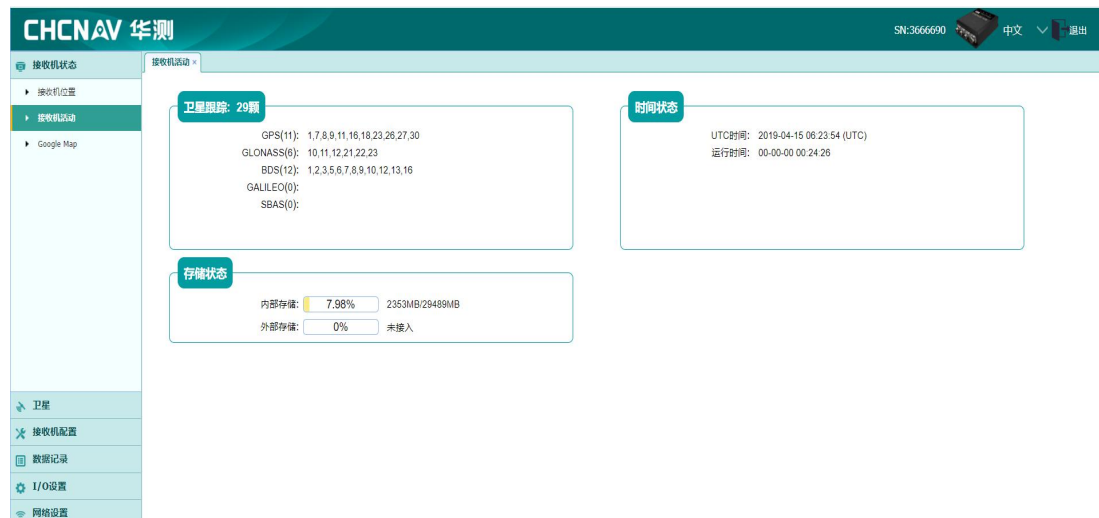 CHCNAV 华测
SN:3666690 中文 退出
接收机状态
接收机位置
接收机活动
Google Map
卫星
接收机配置
数据记录
I/O设置
网络设置
接收机活动 ×
卫星跟踪: 29颗
GPS(11): 1,7,8,9,11,16,18,23,26,27,30
GLONASS(6): 10,11,12,21,22,23
BDS(12): 1,2,3,5,6,7,8,9,10,12,13,16
GALILEO(0):
SBAS(0):
时间状态
UTC时间: 2019-04-15 06:23:54 (UTC)
运行时间: 00-00-00 00:24:26
存储状态
内部存储: 7.98% 2353MB/29489MB
外部存储: 0% 未接入